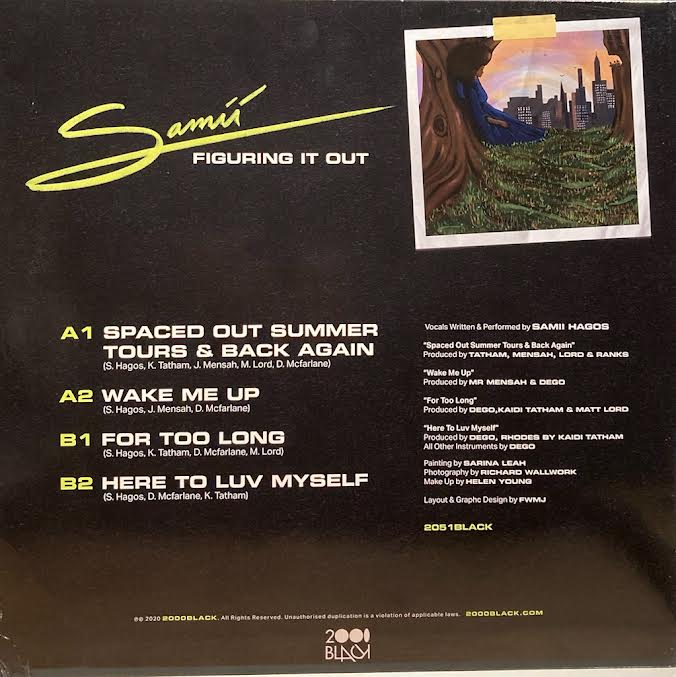 Samii
FIGURING IT OUT
A1 SPACED OUT SUMMER
TOURS & BACK AGAIN
(S. Hagos, K. Tatham, J. Mensah, M. Lord, D. Mcfarlane)
A2 WAKE ME UP
(S. Hagos, J. Mensah, D. Mcfarlane)
B1 FOR TOO LONG
(S. Hagos, K. Tatham, D. Mcfarlane, M. Lord)
B2 HERE TO LUV MYSELF
(S. Hagos, D. Mcfarlane, K. Tatham)
Vocals Written & Performed by SAMII HAGOS
"Spaced Out Summer Tours & Back Again"
Produced by TATHAM, MENSAH, LORD & RANKS
"Wake Me Up"
Produced by MR MENSAH & DEGO
"For Too Long"
Produced by DEGO,KAIDI TATHAM & MATT LORD
"Here To Luv Myself"
Produced by DEGO, RHODES BY KAIDI TATHAM
All Other Instruments by DEGO
Painting by SARINA LEAH
Photography by RICHARD WALLWORK
Make Up by HELEN YOUNG
Layout & Graphc Design by FWMJ
2051BLACK
℗© 2020 2000BLACK. All Rights Reserved. Unauthorised duplication is a violation of applicable laws. 2000BLACK.COM
2000
BLACK